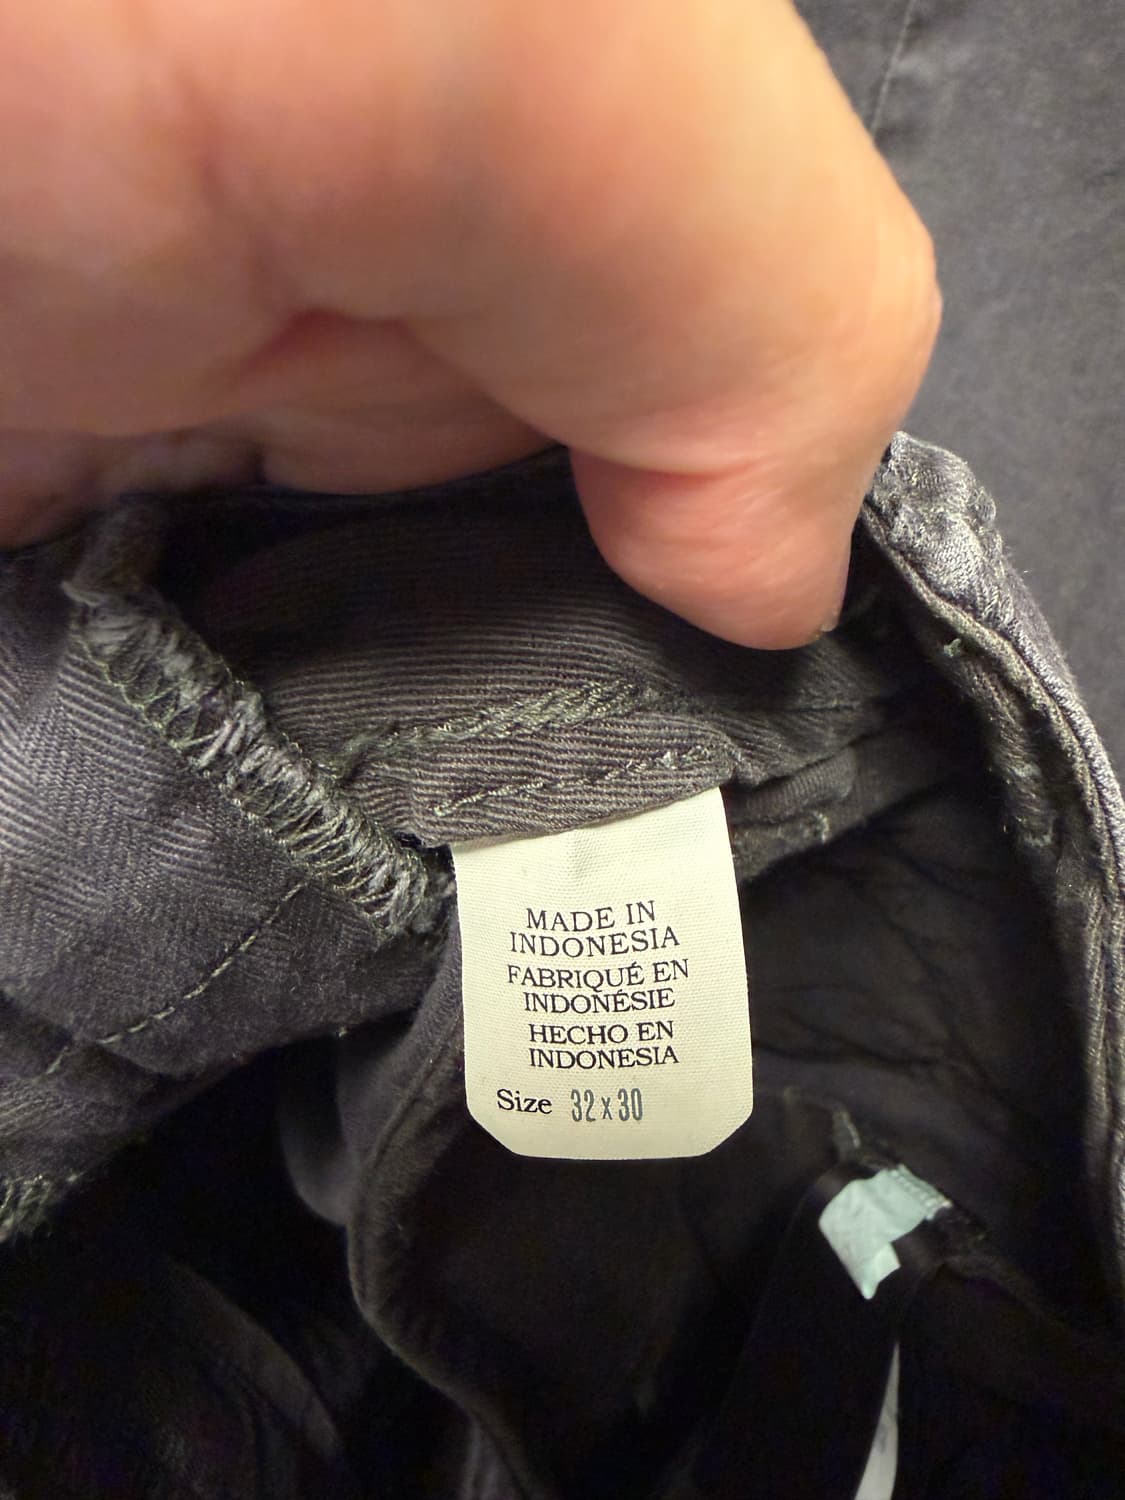 MADE IN
INDONESIA
FABRIQUÉ EN
INDONÉSIE
HECHO EN
INDONESIA
Size 32 x 30